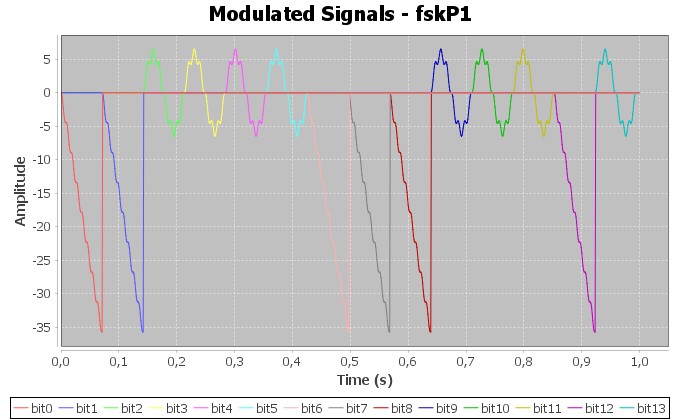 Modulated Signals - fskP1
Amplitude
5
0
-5
-10
-15
-20
-25
-30
-35
0,0 0,1 0,2 0,3 0,4 0,5 0,6 0,7 0,8 0,9 1,0
Time (s)
bit0 bit1 bit2 bit3 bit4 bit5 bit6 bit7 bit8 bit9 bit10 bit11 bit12 bit13